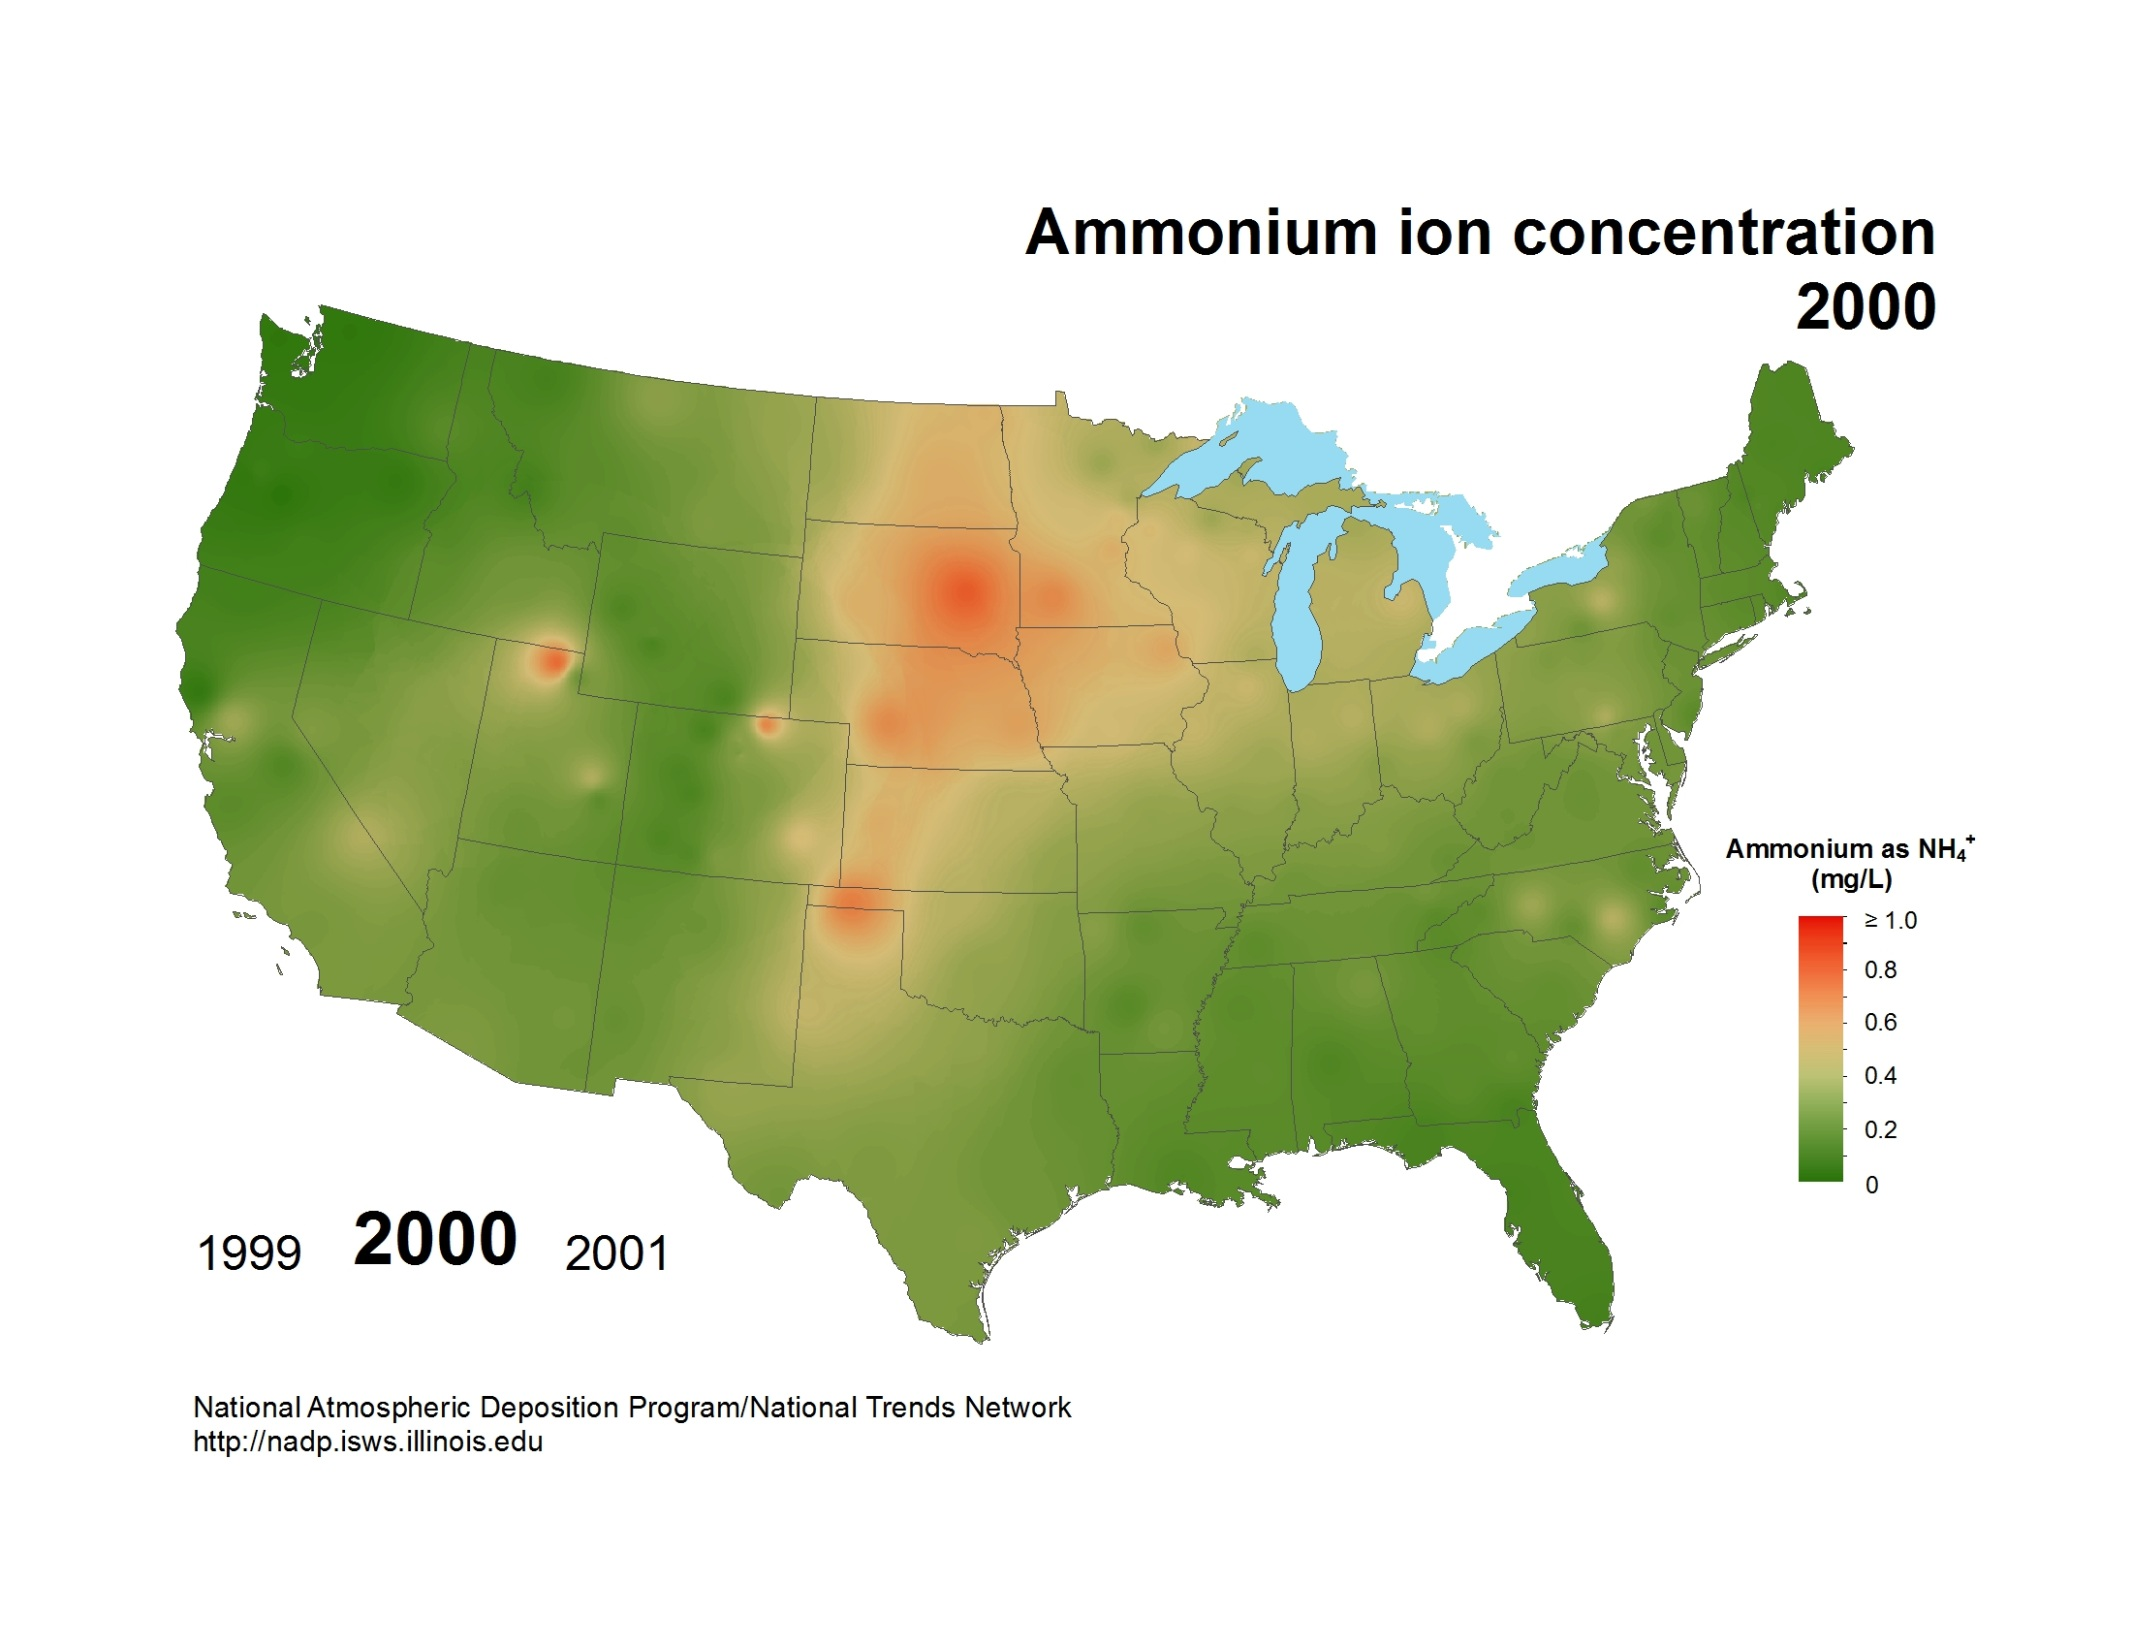 Ammonium ion concentration
2000
Ammonium as NH₄⁺
(mg/L)
≥ 1.0
0.8
0.6
0.4
0.2
0
1999 2000 2001
National Atmospheric Deposition Program/National Trends Network
http://nadp.isws.illinois.edu